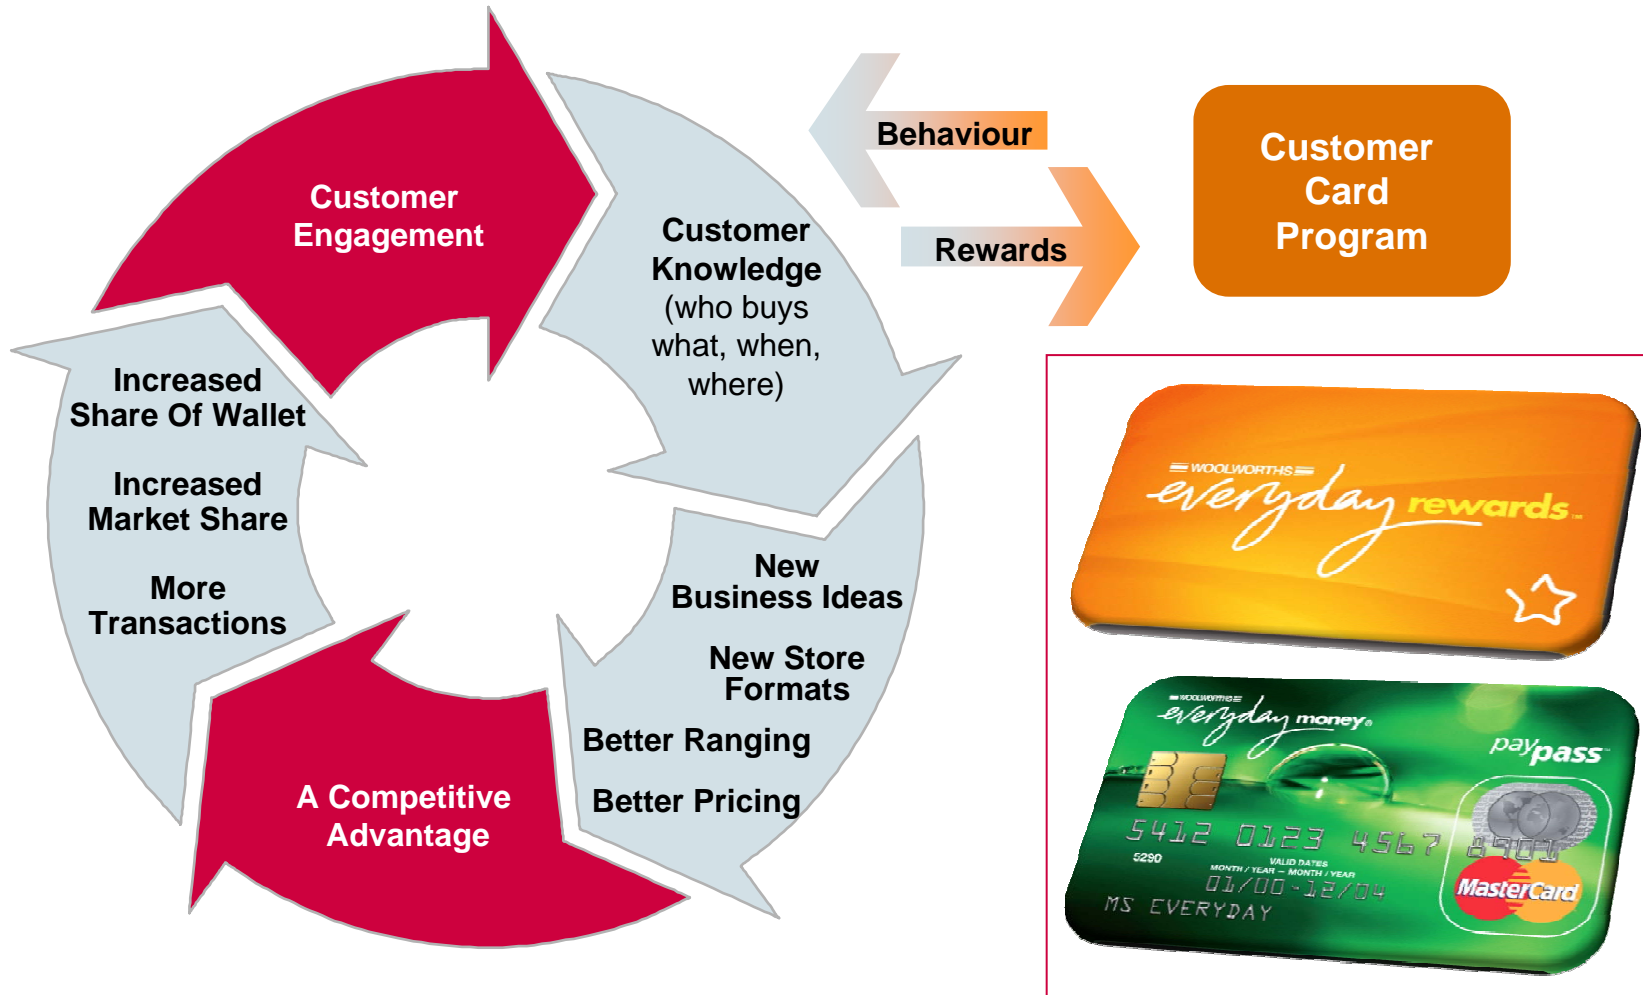 Customer
Engagement
Customer
Knowledge
(who buys
what, when,
where)
Behaviour
Rewards
Customer
Card
Program
New
Business Ideas
New Store
Formats
Better Ranging
Better Pricing
A Competitive
Advantage
Increased
Share Of Wallet
Increased
Market Share
More
Transactions
WOOLWORTHS
everyday rewards™
WOOLWORTHS
everyday money®
paypass™
5412 0123 4567 8901
5290
VALID DATES
MONTH / YEAR – MONTH / YEAR
01/00-12/04
MS EVERYDAY
MasterCard